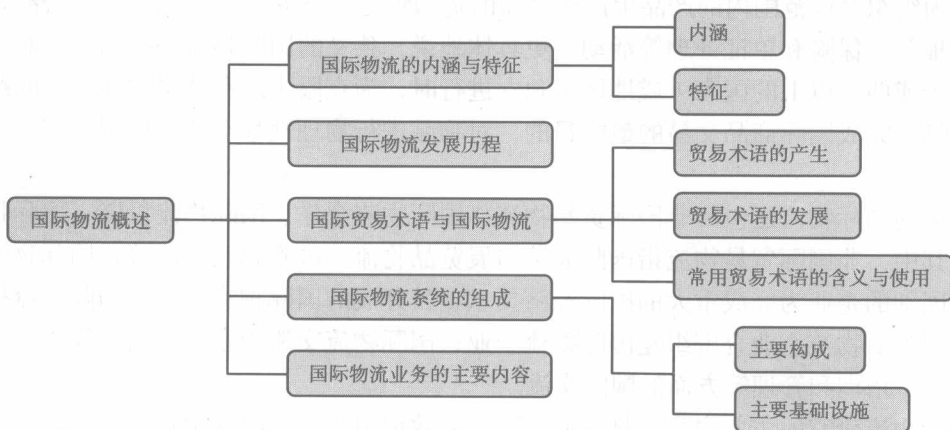 国际物流概述
国际物流的内涵与特征
内涵
特征
国际物流发展历程
国际贸易术语与国际物流
贸易术语的产生
贸易术语的发展
常用贸易术语的含义与使用
国际物流系统的组成
主要构成
主要基础设施
国际物流业务的主要内容